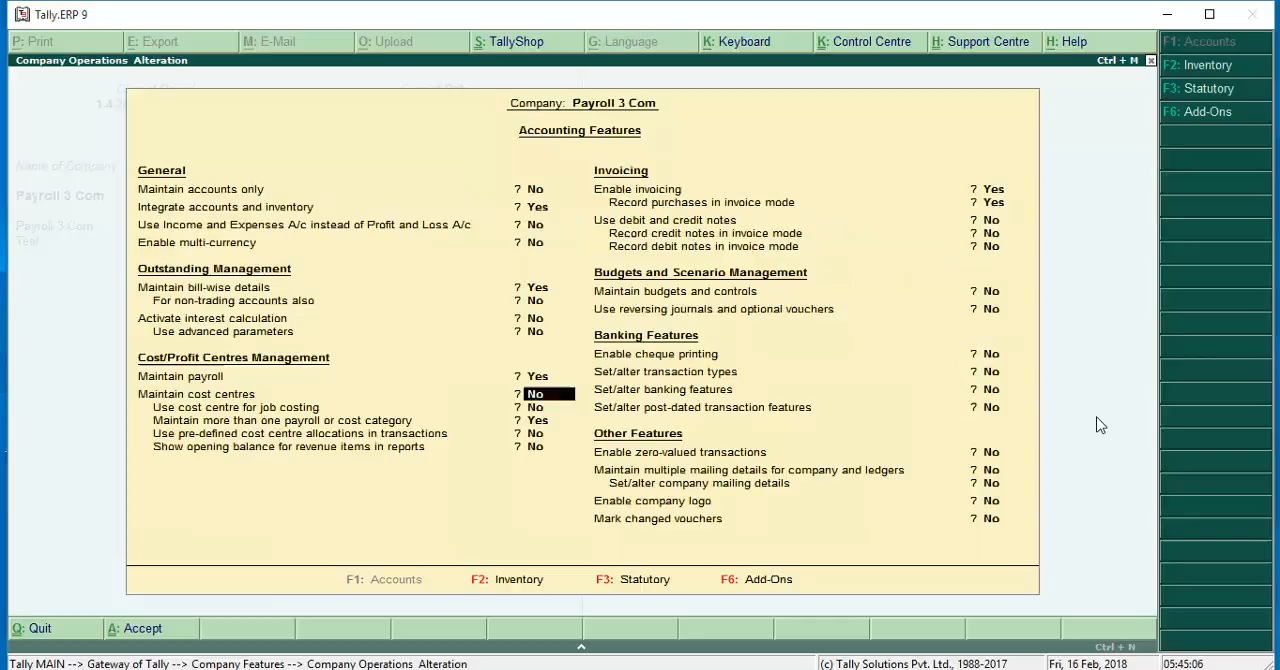 Tally.ERP 9
P: Print E: Export M: E-Mail O: Upload S: TallyShop G: Language K: Keyboard K: Control Centre H: Support Centre H: Help
F1: Accounts
F2: Inventory
F3: Statutory
F6: Add-Ons
Company Operations Alteration Ctrl + M
Name of Company
Payroll 3 Com
Payroll 3 Com
Company: Payroll 3 Com
Accounting Features
General
Maintain accounts only ? No
Integrate accounts and inventory ? Yes
Use Income and Expenses A/c instead of Profit and Loss A/c ? No
Enable multi-currency ? No
Outstanding Management
Maintain bill-wise details ? Yes
For non-trading accounts also ? No
Activate interest calculation ? No
Use advanced parameters ? No
Cost/Profit Centres Management
Maintain payroll ? Yes
Maintain cost centres ? No
Use cost centre for job costing ? No
Maintain more than one payroll or cost category ? Yes
Use pre-defined cost centre allocations in transactions ? No
Show opening balance for revenue items in reports ? No
Invoicing
Enable invoicing ? Yes
Record purchases in invoice mode ? Yes
Use debit and credit notes ? No
Record credit notes in invoice mode ? No
Record debit notes in invoice mode ? No
Budgets and Scenario Management
Maintain budgets and controls ? No
Use reversing journals and optional vouchers ? No
Banking Features
Enable cheque printing ? No
Set/alter transaction types ? No
Set/alter banking features ? No
Set/alter post-dated transaction features ? No
Other Features
Enable zero-valued transactions ? No
Maintain multiple mailing details for company and ledgers ? No
Set/alter company mailing details ? No
Enable company logo ? No
Mark changed vouchers ? No
F1: Accounts F2: Inventory F3: Statutory F6: Add-Ons
Q: Quit A: Accept
Ctrl + N
Tally MAIN --> Gateway of Tally --> Company Features --> Company Operations Alteration (c) Tally Solutions Pvt. Ltd., 1988-2017 Fri, 16 Feb, 2018 05:45:06